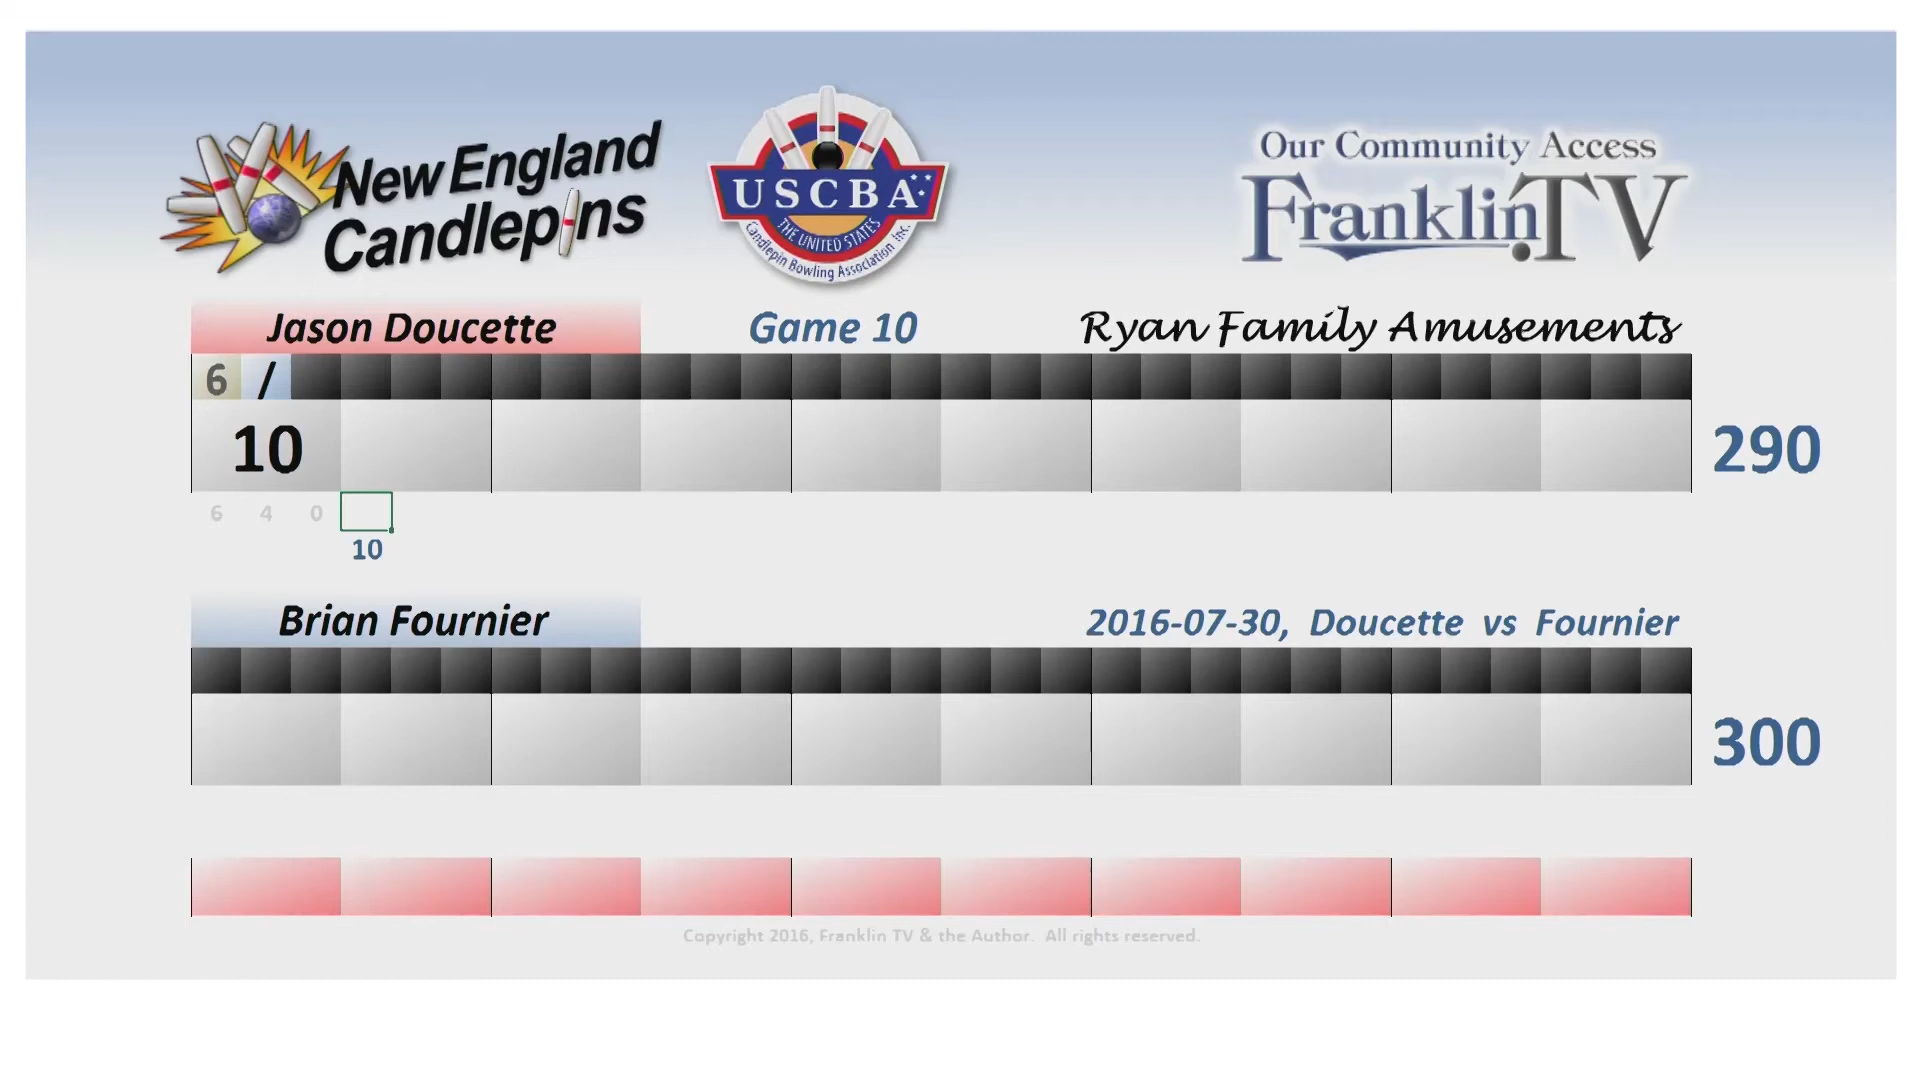 New England
Candlepins
USCBA
THE UNITED STATES
Candlepin Bowling Association, Inc.
Our Community Access
Franklin.TV
Jason Doucette
Game 10
Ryan Family Amusements
6 /
10
290
6 4 0
10
Brian Fournier
2016-07-30, Doucette vs Fournier
300
Copyright 2016, Franklin TV & the Author. All rights reserved.